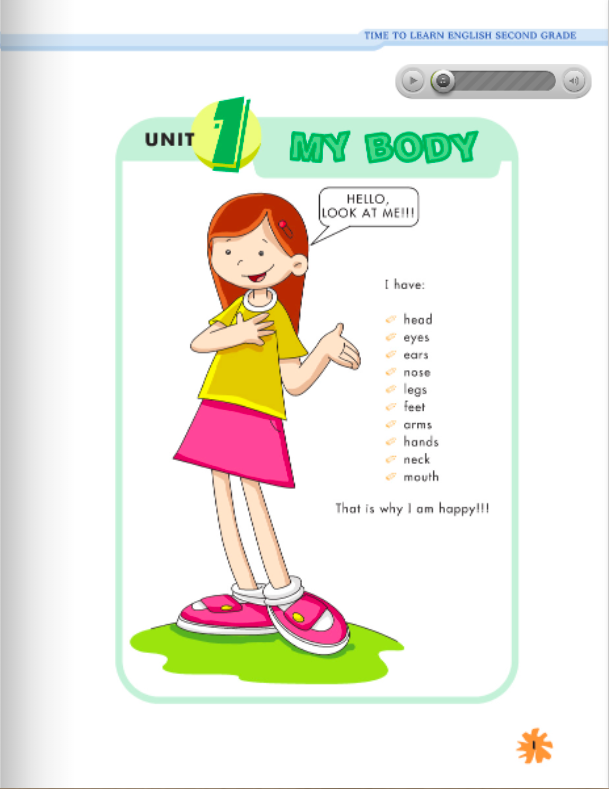 TIME TO LEARN ENGLISH SECOND GRADE
UNIT 1 MY BODY
HELLO,
LOOK AT ME!!!
I have:
head
eyes
ears
nose
legs
feet
arms
hands
neck
mouth
That is why I am happy!!!
1